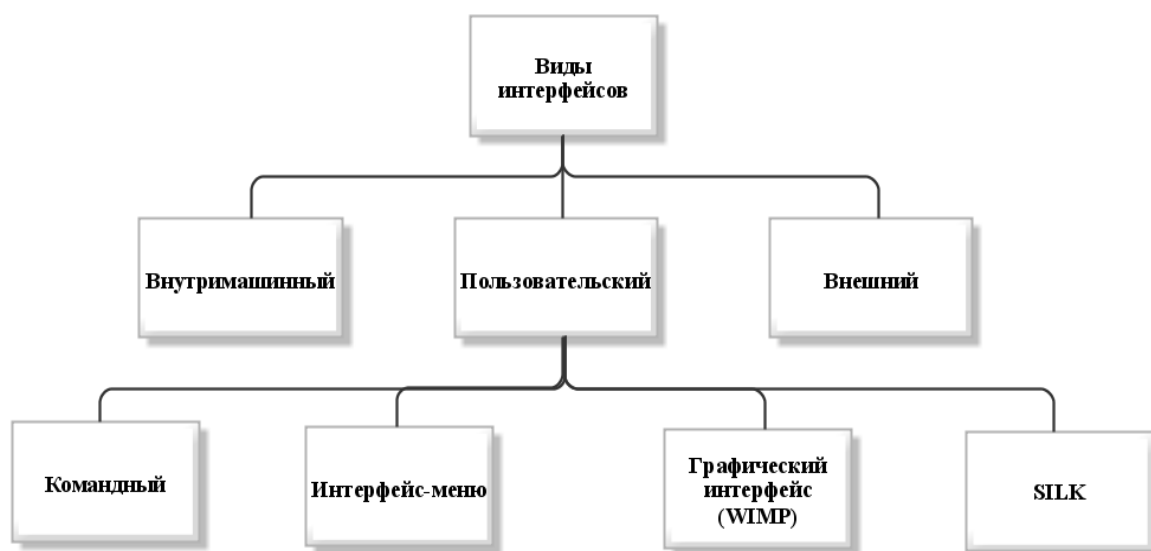 Виды
интерфейсов
Внутримашинный
Пользовательский
Внешний
Командный
Интерфейс-меню
Графический
интерфейс
(WIMP)
SILK